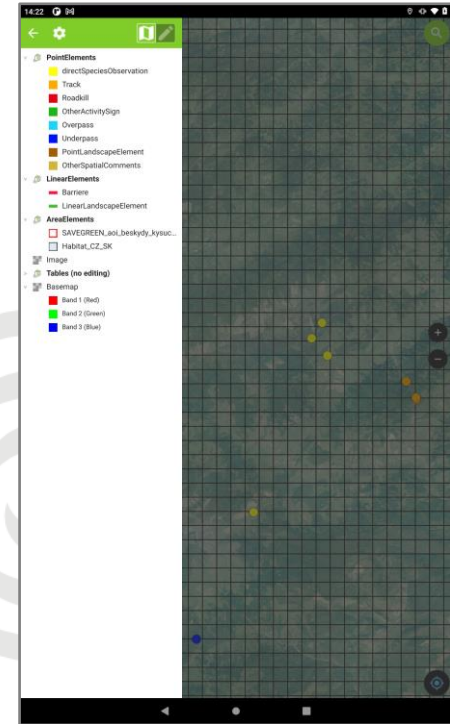 14:22
PointElements
directSpeciesObservation
Track
Roadkill
OtherActivitySign
Overpass
Underpass
PointLandscapeElement
OtherSpatialComments
LinearElements
Barriere
LinearLandscapeElement
AreaElements
SAVEGREEN_aoi_beskydy_kysuc...
Habitat_CZ_SK
Image
Tables (no editing)
Basemap
Band 1 (Red)
Band 2 (Green)
Band 3 (Blue)